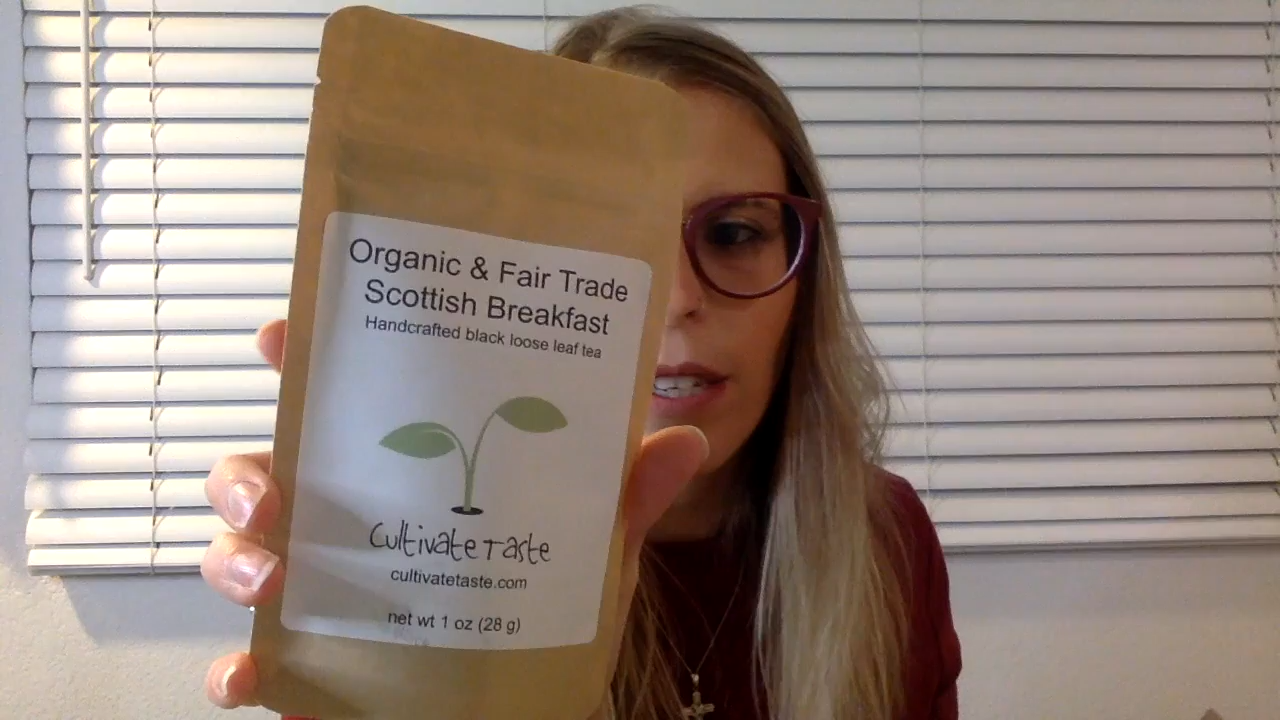 Organic & Fair Trade
Scottish Breakfast
Handcrafted black loose leaf tea
Cultivate Taste
cultivatetaste.com
net wt 1 oz (28 g)